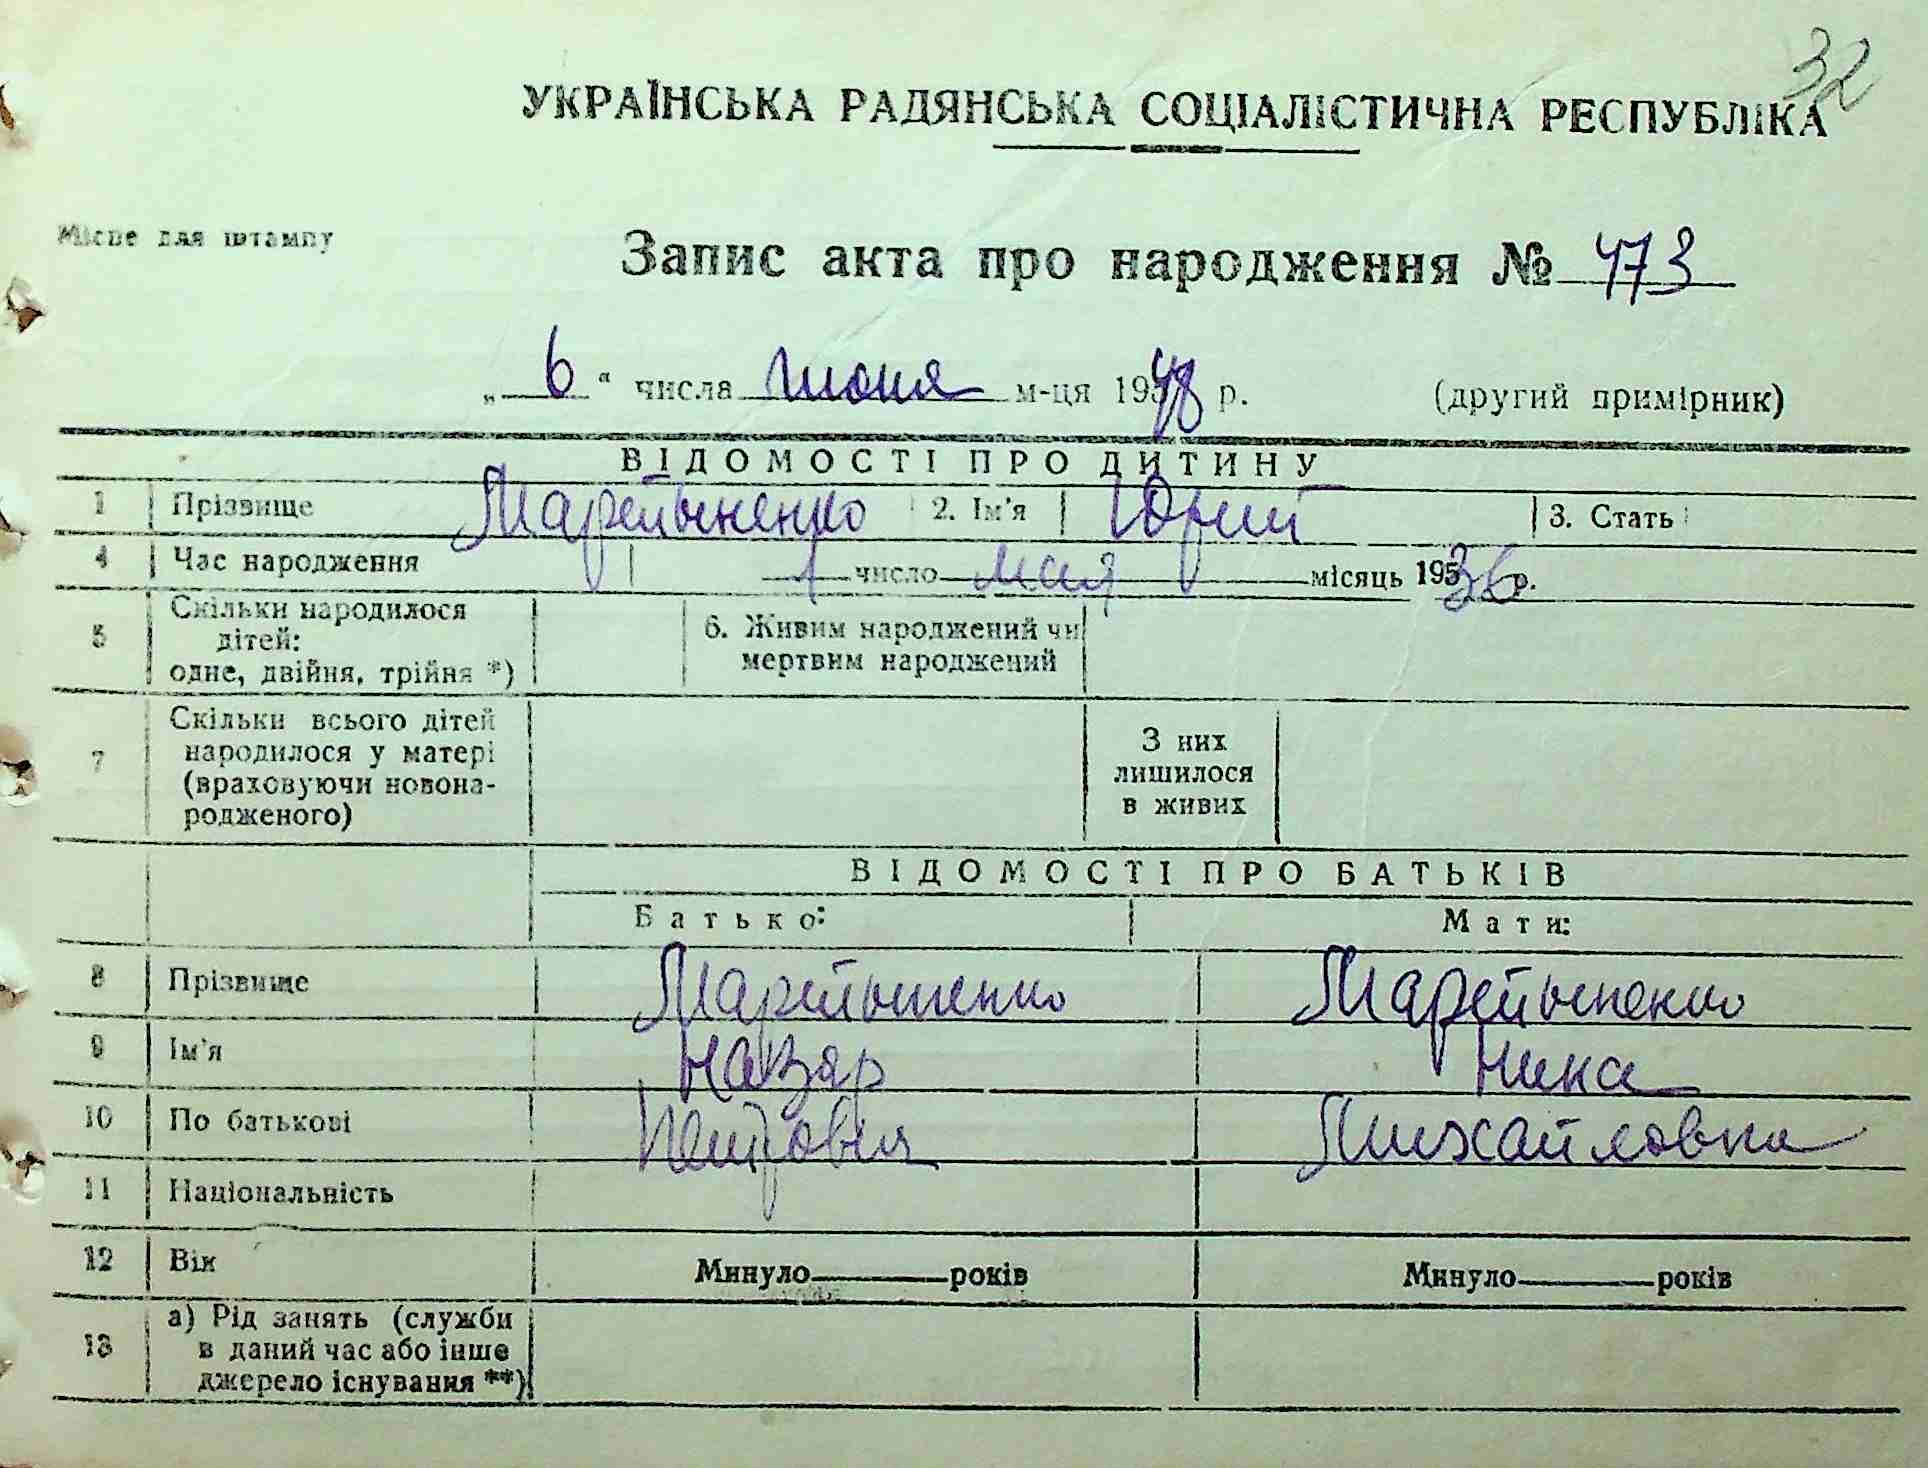 32
УКРАЇНСЬКА РАДЯНСЬКА СОЦІАЛІСТИЧНА РЕСПУБЛІКА
Місце для штампу
Запис акта про народження № 473
„ 6 “ числа июня м-ця 1948 р. (другий примірник)
ВІДОМОСТІ ПРО ДИТИНУ
1 Прізвище 2. Ім'я Юрий 3. Стать
4 Час народження 1 число мая місяць 1936 р.
5 Скільки народилося дітей: одне, двійня, трійня *) 6. Живим народжений чи мертвим народжений
7 Скільки всього дітей народилося у матері (враховуючи новонародженого) З них лишилося в живих
ВІДОМОСТІ ПРО БАТЬКІВ
Батько: Мати:
8 Прізвище
9 Ім'я Назар Нина
10 По батькові Петрович Михайловна
11 Національність
12 Вік Минуло років Минуло років
13 а) Рід занять (служби в даний час або інше джерело існування **)